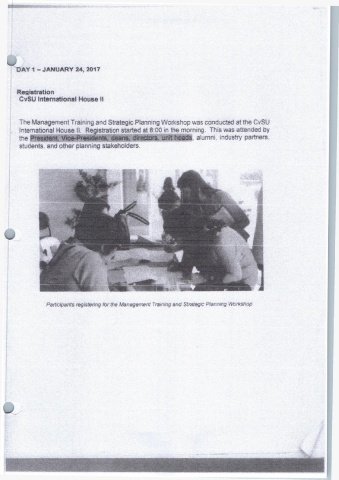 DAY 1 – JANUARY 24, 2017
Registration
CvSU International House II
The Management Training and Strategic Planning Workshop was conducted at the CvSU
International House II. Registration started at 8:00 in the morning. This was attended by
the President, Vice-Presidents, deans, directors, unit heads, alumni, industry partners,
students, and other planning stakeholders.
Participants registering for the Management Training and Strategic Planning Workshop